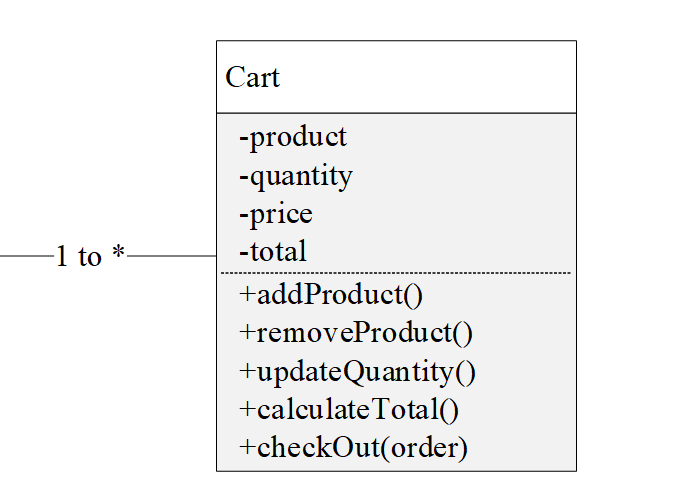 Cart
-product
-quantity
-price
1 to *
-total
+addProduct()
+removeProduct()
+updateQuantity()
+calculateTotal()
+checkOut(order)